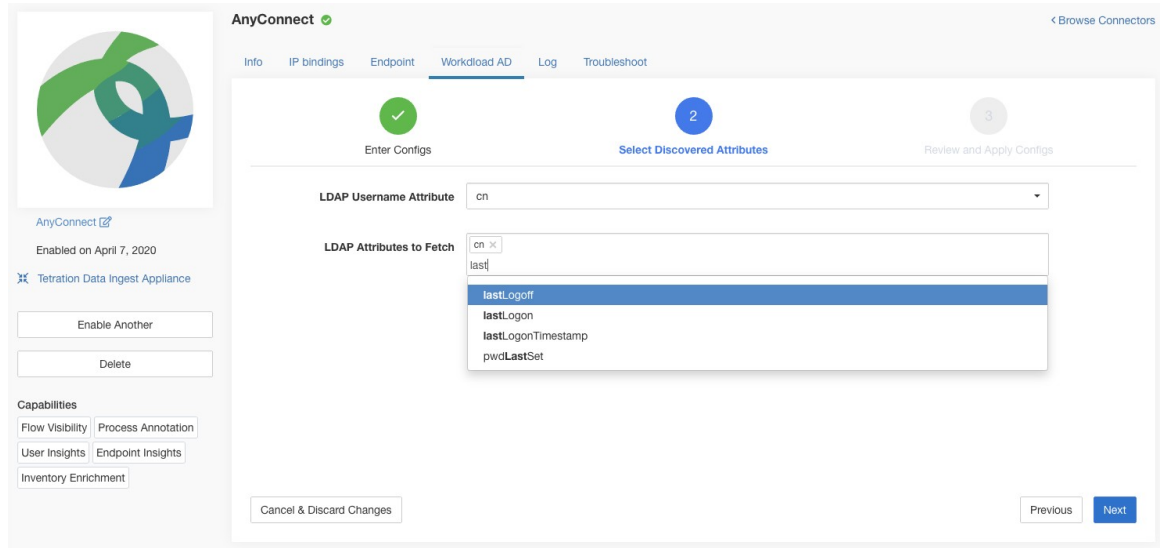 AnyConnect
< Browse Connectors
Info IP bindings Endpoint Workdload AD Log Troubleshoot
2
3
Enter Configs
Select Discovered Attributes
Review and Apply Configs
LDAP Username Attribute
cn
LDAP Attributes to Fetch
cn ×
last
lastLogoff
lastLogon
lastLogonTimestamp
pwdLastSet
AnyConnect
Enabled on April 7, 2020
Tetration Data Ingest Appliance
Enable Another
Delete
Capabilities
Flow Visibility Process Annotation
User Insights Endpoint Insights
Inventory Enrichment
Cancel & Discard Changes
Previous
Next